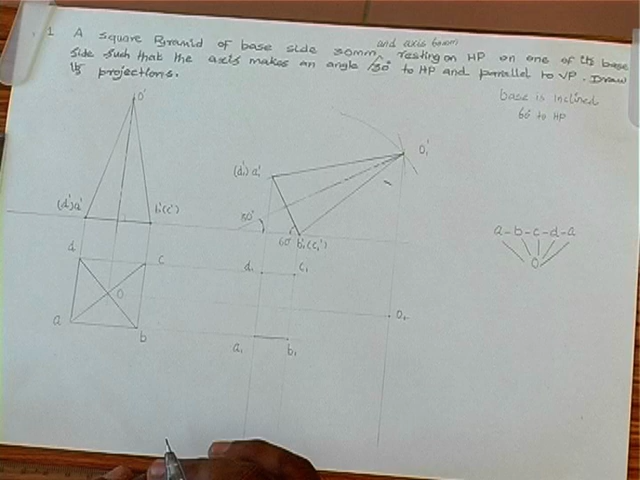 1 A square Pyramid of base side 30mm and axis 60mm resting on HP on one of its base
side such that the axis makes an angle 30° to HP and parallel to VP. Draw
its projections.
base is inclined
60° to HP
o'
(d') a'
b'(c')
d
c
o
a
b
(d₁') a₁'
o₁'
30°
60° b₁'(c₁')
d₁
c₁
o₁
a₁
b₁
a-b-c-d-a
o